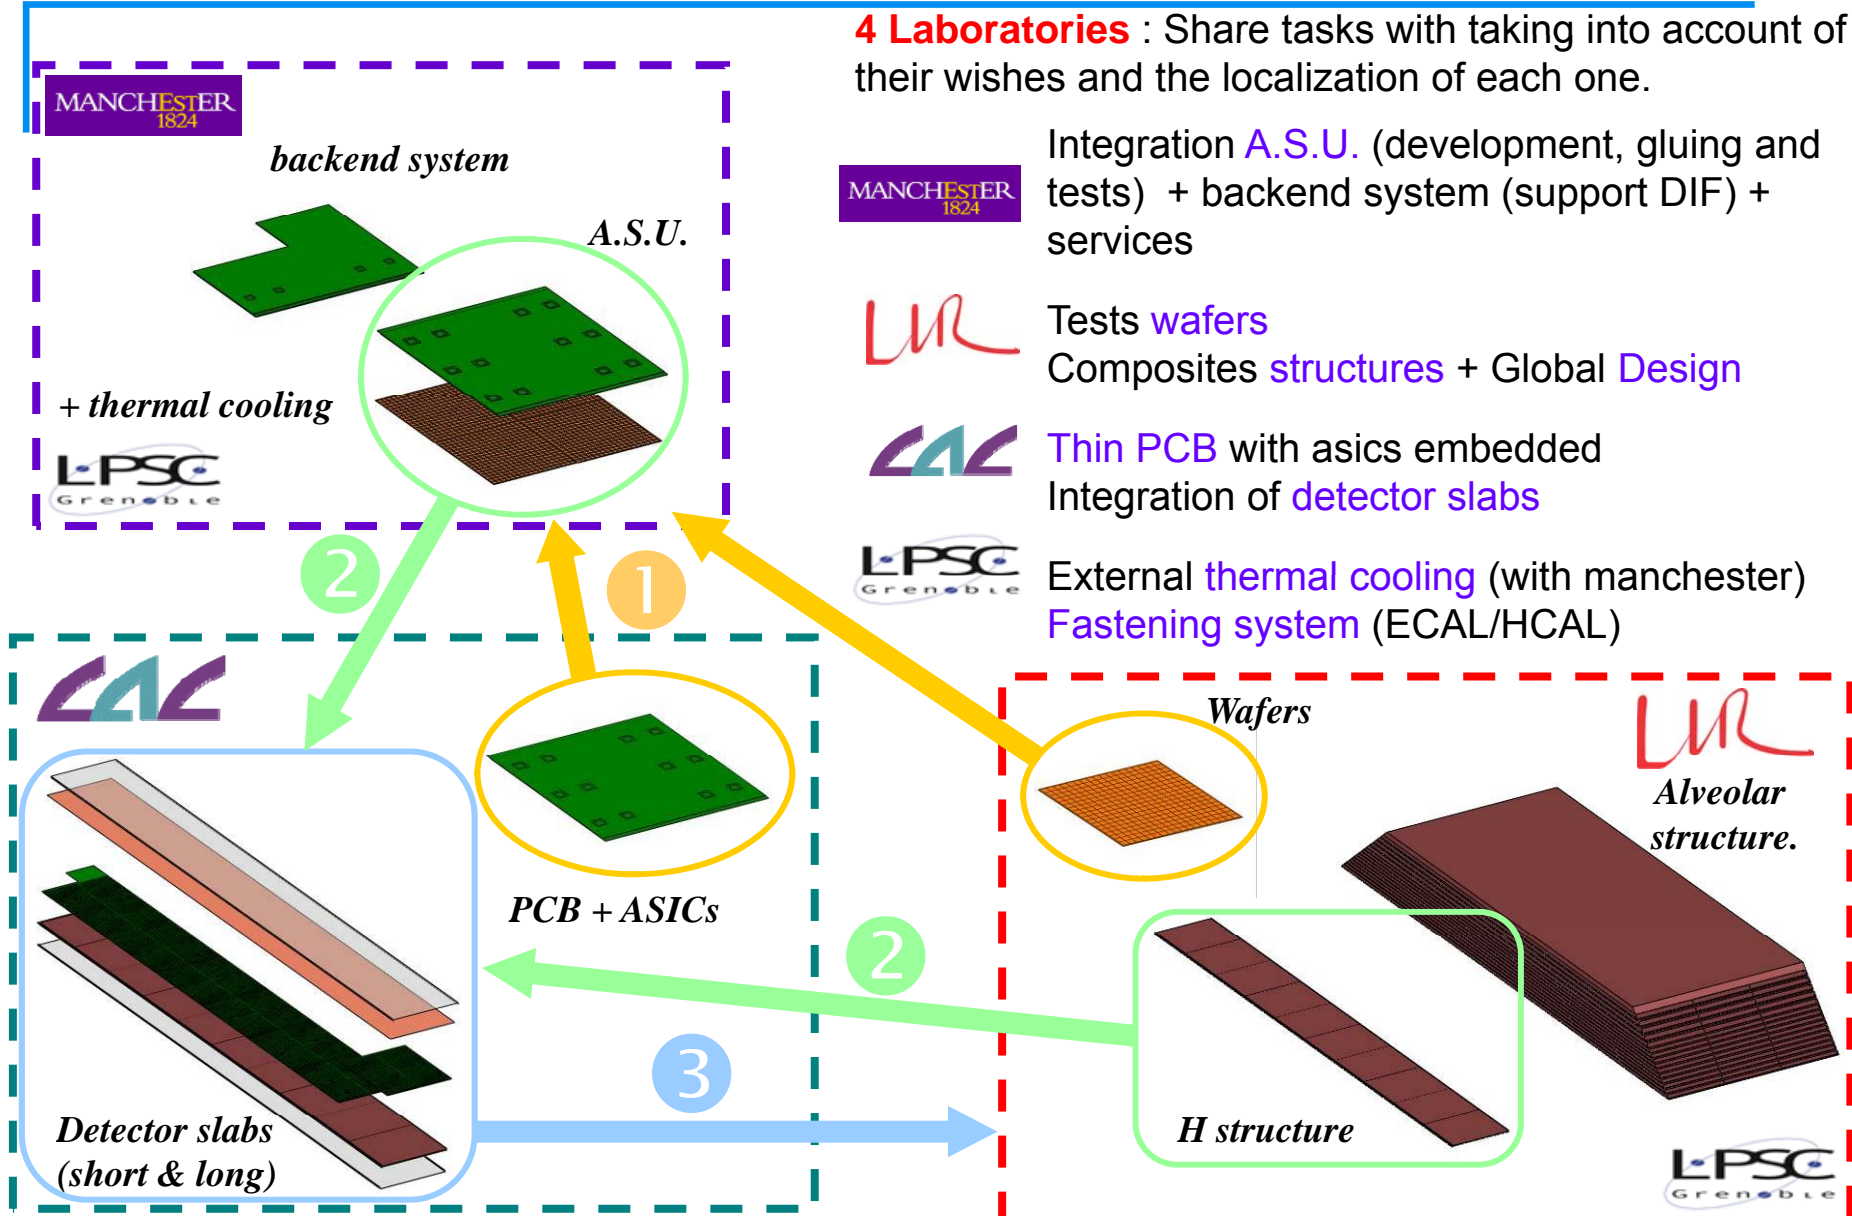 4 Laboratories : Share tasks with taking into account of
their wishes and the localization of each one.
MANCHESTER
1824
backend system
A.S.U.
+ thermal cooling
LPSC
Grenoble
MANCHESTER
1824
Integration A.S.U. (development, gluing and
tests) + backend system (support DIF) +
services
LLR
Tests wafers
Composites structures + Global Design
LAL
Thin PCB with asics embedded
Integration of detector slabs
LPSC
Grenoble
External thermal cooling (with manchester)
Fastening system (ECAL/HCAL)
2
1
LAL
PCB + ASICs
Detector slabs
(short & long)
2
3
Wafers
LLR
Alveolar
structure.
H structure
LPSC
Grenoble